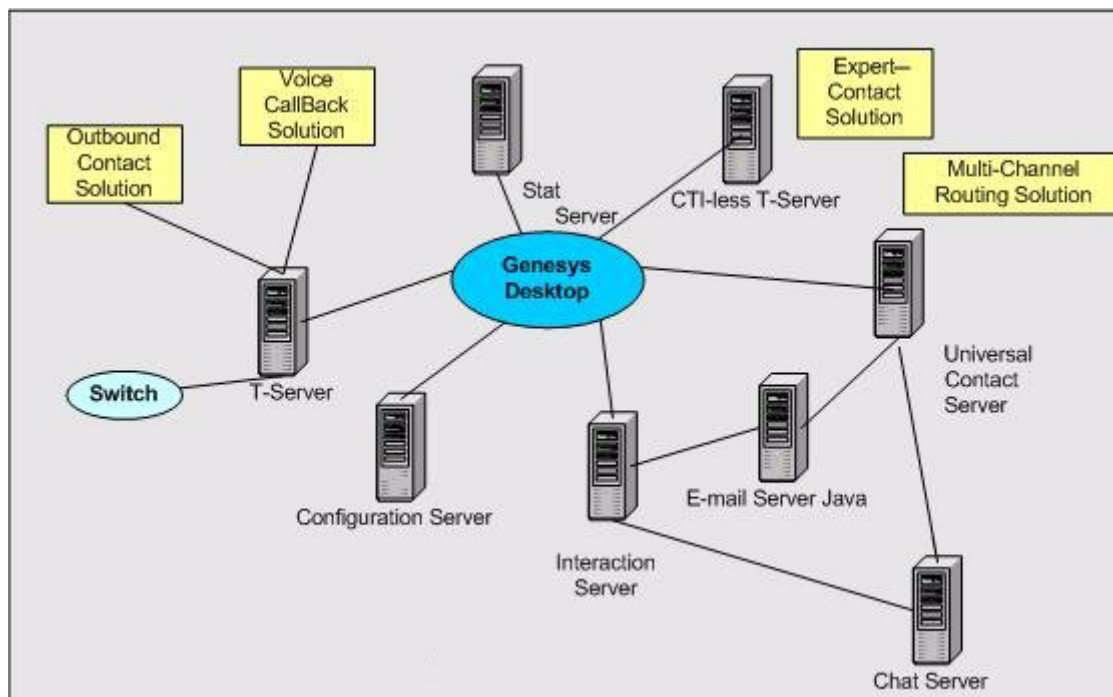 Voice
CallBack
Solution
Expert—
Contact
Solution
Outbound
Contact
Solution
Stat
Server
CTI-less T-Server
Multi-Channel
Routing Solution
Genesys
Desktop
Switch
T-Server
Universal
Contact
Server
Configuration Server
E-mail Server Java
Interaction
Server
Chat Server